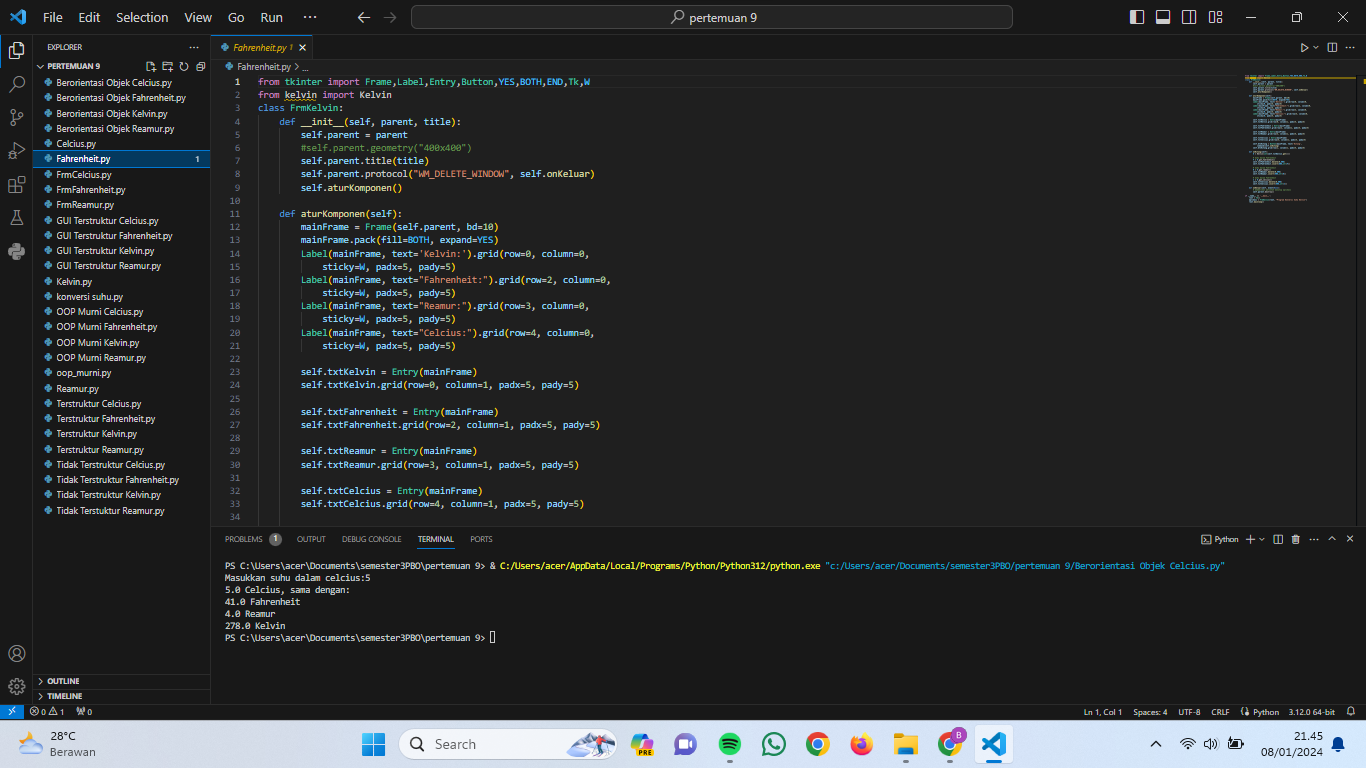 File Edit Selection View Go Run ··· pertemuan 9
EXPLORER ···
PERTEMUAN 9
Berorientasi Objek Celcius.py
Berorientasi Objek Fahrenheit.py
Berorientasi Objek Kelvin.py
Berorientasi Objek Reamur.py
Celcius.py
Fahrenheit.py 1
FrmCelcius.py
FrmFahrenheit.py
FrmReamur.py
GUI Terstruktur Celcius.py
GUI Terstruktur Fahrenheit.py
GUI Terstruktur Kelvin.py
GUI Terstruktur Reamur.py
Kelvin.py
konversi suhu.py
OOP Murni Celcius.py
OOP Murni Fahrenheit.py
OOP Murni Kelvin.py
OOP Murni Reamur.py
oop_murni.py
Reamur.py
Terstruktur Celcius.py
Terstruktur Fahrenheit.py
Terstruktur Kelvin.py
Terstruktur Reamur.py
Tidak Terstruktur Celcius.py
Tidak Terstruktur Fahrenheit.py
Tidak Terstruktur Kelvin.py
Tidak Terstuktur Reamur.py
OUTLINE
TIMELINE
Fahrenheit.py 1
Fahrenheit.py > ...
1 from tkinter import Frame,Label,Entry,Button,YES,BOTH,END,Tk,W
2 from kelvin import Kelvin
3 class FrmKelvin:
4 def __init__(self, parent, title):
5 self.parent = parent
6 #self.parent.geometry("400x400")
7 self.parent.title(title)
8 self.parent.protocol("WM_DELETE_WINDOW", self.onKeluar)
9 self.aturKomponen()
10
11 def aturKomponen(self):
12 mainFrame = Frame(self.parent, bd=10)
13 mainFrame.pack(fill=BOTH, expand=YES)
14 Label(mainFrame, text='Kelvin:').grid(row=0, column=0,
15 sticky=W, padx=5, pady=5)
16 Label(mainFrame, text="Fahrenheit:").grid(row=2, column=0,
17 sticky=W, padx=5, pady=5)
18 Label(mainFrame, text="Reamur:").grid(row=3, column=0,
19 sticky=W, padx=5, pady=5)
20 Label(mainFrame, text="Celcius:").grid(row=4, column=0,
21 sticky=W, padx=5, pady=5)
22
23 self.txtKelvin = Entry(mainFrame)
24 self.txtKelvin.grid(row=0, column=1, padx=5, pady=5)
25
26 self.txtFahrenheit = Entry(mainFrame)
27 self.txtFahrenheit.grid(row=2, column=1, padx=5, pady=5)
28
29 self.txtReamur = Entry(mainFrame)
30 self.txtReamur.grid(row=3, column=1, padx=5, pady=5)
31
32 self.txtCelcius = Entry(mainFrame)
33 self.txtCelcius.grid(row=4, column=1, padx=5, pady=5)
34
PROBLEMS 1 OUTPUT DEBUG CONSOLE TERMINAL PORTS Python
PS C:\Users\acer\Documents\semester3PBO\pertemuan 9> & C:/Users/acer/AppData/Local/Programs/Python/Python312/python.exe "c:/Users/acer/Documents/semester3PBO/pertemuan 9/Berorientasi Objek Celcius.py"
Masukkan suhu dalam celcius:5
5.0 Celcius, sama dengan:
41.0 Fahrenheit
4.0 Reamur
278.0 Kelvin
PS C:\Users\acer\Documents\semester3PBO\pertemuan 9>
0 1 0 Ln 1, Col 1 Spaces: 4 UTF-8 CRLF Python 3.12.0 64-bit
28°C
Berawan
Search
PRE
B
21.45
08/01/2024